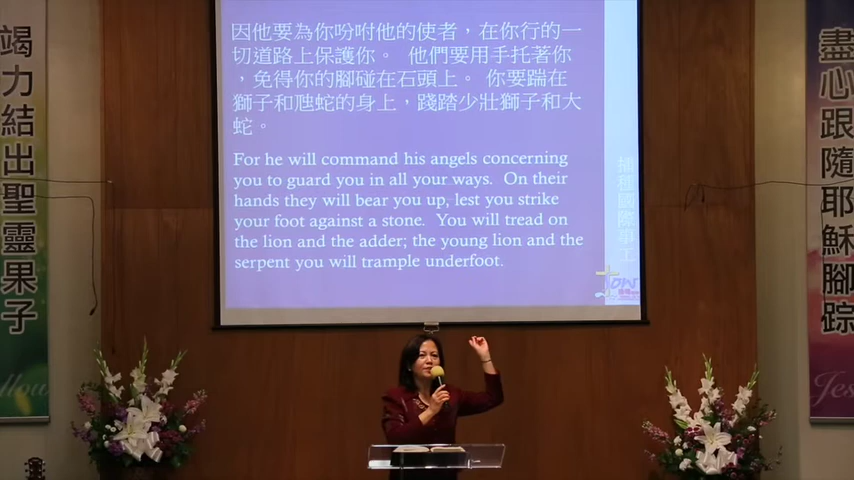 竭力結出聖靈果子
因他要為你吩咐他的使者，在你行的一
切道路上保護你。 他們要用手托著你
，免得你的腳碰在石頭上。 你要踹在
獅子和虺蛇的身上，踐踏少壯獅子和大
蛇。
For he will command his angels concerning
you to guard you in all your ways. On their
hands they will bear you up, lest you strike
your foot against a stone. You will tread on
the lion and the adder; the young lion and the
serpent you will trample underfoot.
播種國際事工
盡心跟隨耶穌腳踪